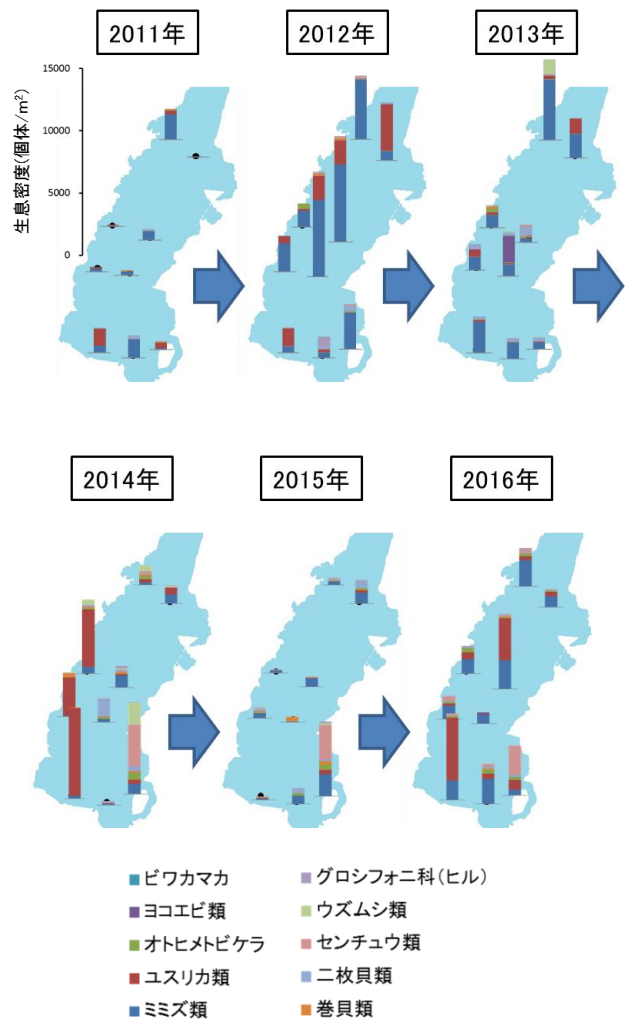 2011年
2012年
2013年
生息密度(個体/m²)
15000
10000
5000
0
2014年
2015年
2016年
ビワカマカ
ヨコエビ類
オトヒメトビケラ
ユスリカ類
ミミズ類
グロシフォニ科(ヒル)
ウズムシ類
センチュウ類
二枚貝類
巻貝類